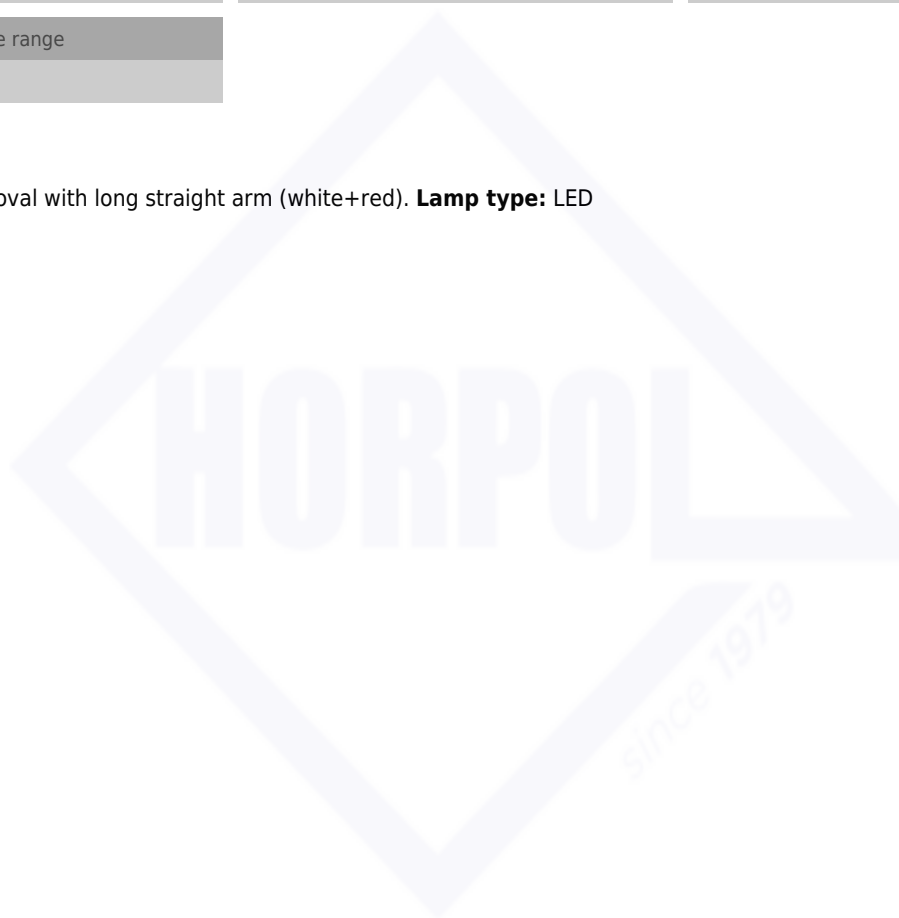 e range
oval with long straight arm (white+red). Lamp type: LED
HORPOL
since 1979